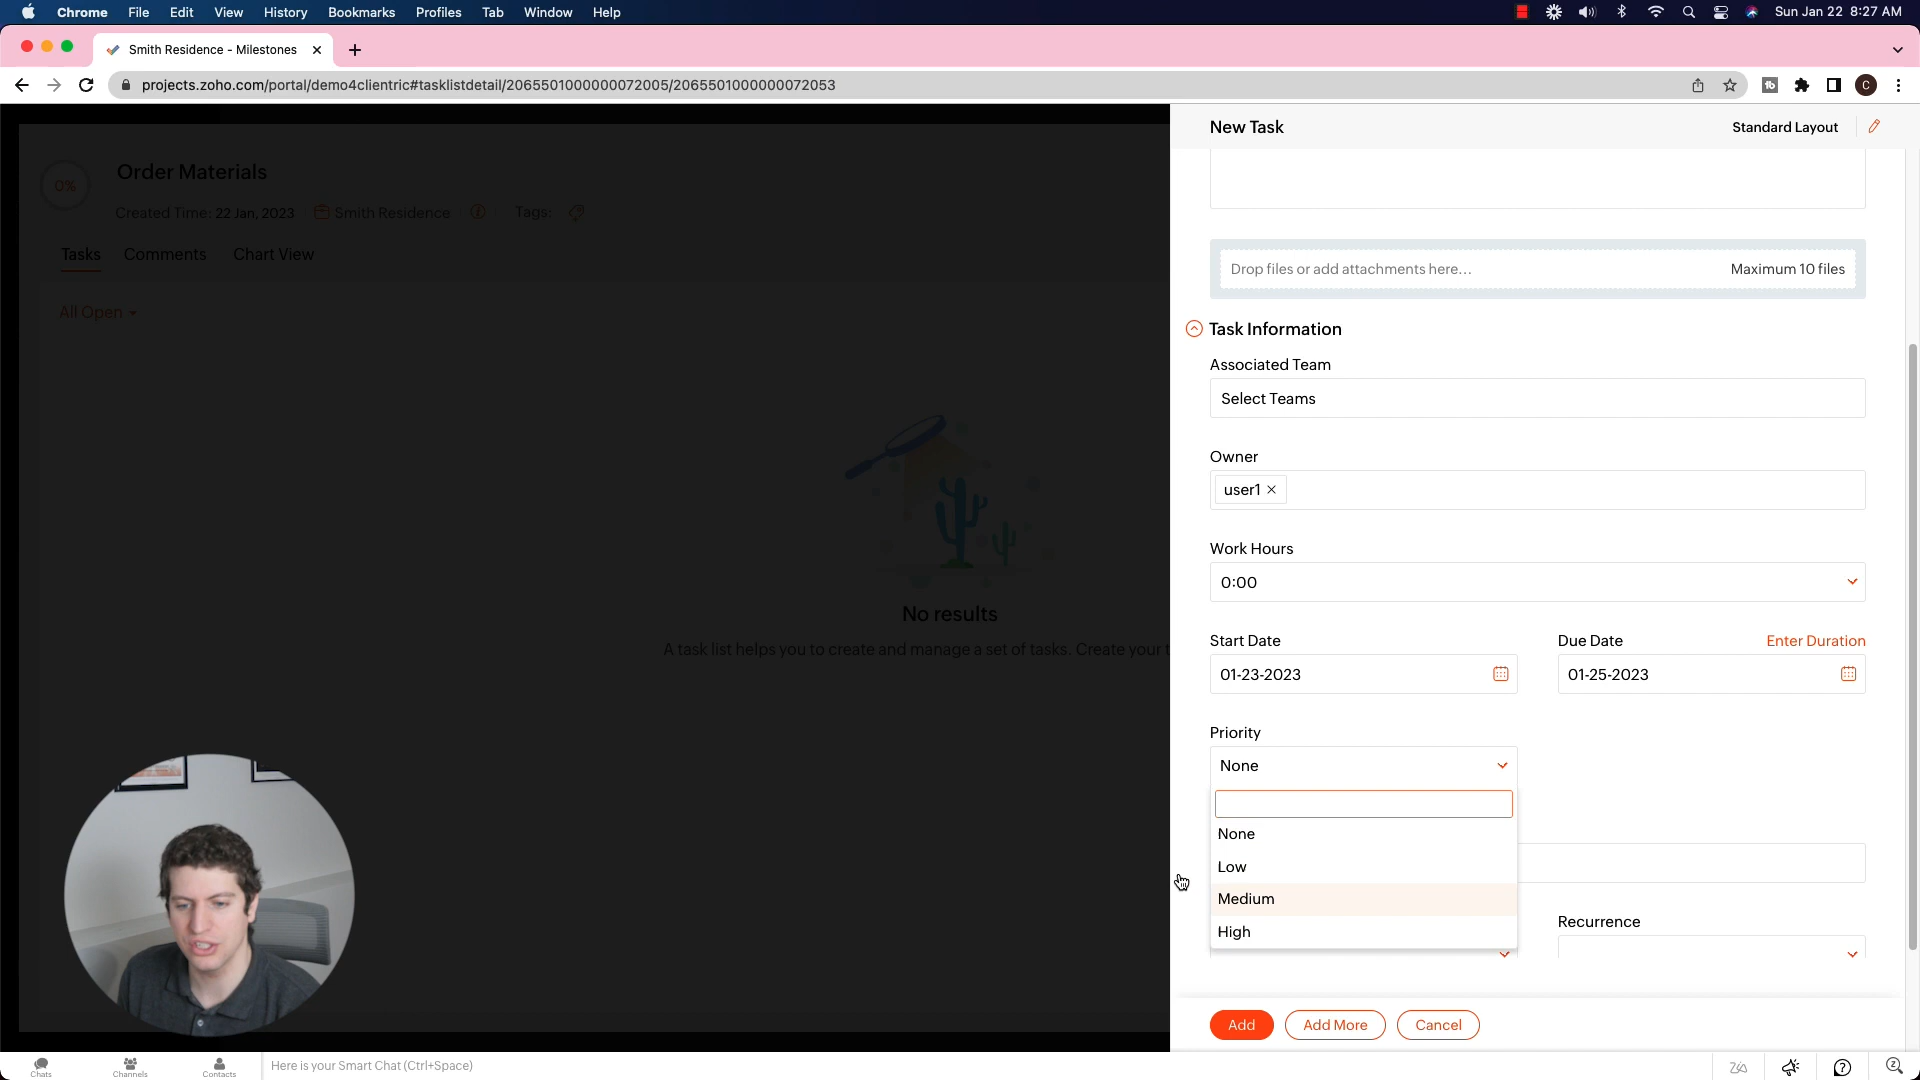 Chrome File Edit View History Bookmarks Profiles Tab Window Help
Sun Jan 22 8:27 AM
Smith Residence - Milestones
projects.zoho.com/portal/demo4clientric#tasklistdetail/2065501000000072005/2065501000000072053
C
New Task
Standard Layout
0%
Order Materials
Created Time: 22 Jan, 2023
Smith Residence
Tags:
Tasks Comments Chart View
All Open
No results
A task list helps you to create and manage a set of tasks. Create your t
Drop files or add attachments here...
Maximum 10 files
Task Information
Associated Team
Select Teams
Owner
user1
Work Hours
0:00
Start Date
Due Date
Enter Duration
01-23-2023
01-25-2023
Priority
None
None
Low
Medium
High
Recurrence
Add
Add More
Cancel
Chats
Channels
Contacts
Here is your Smart Chat (Ctrl+Space)